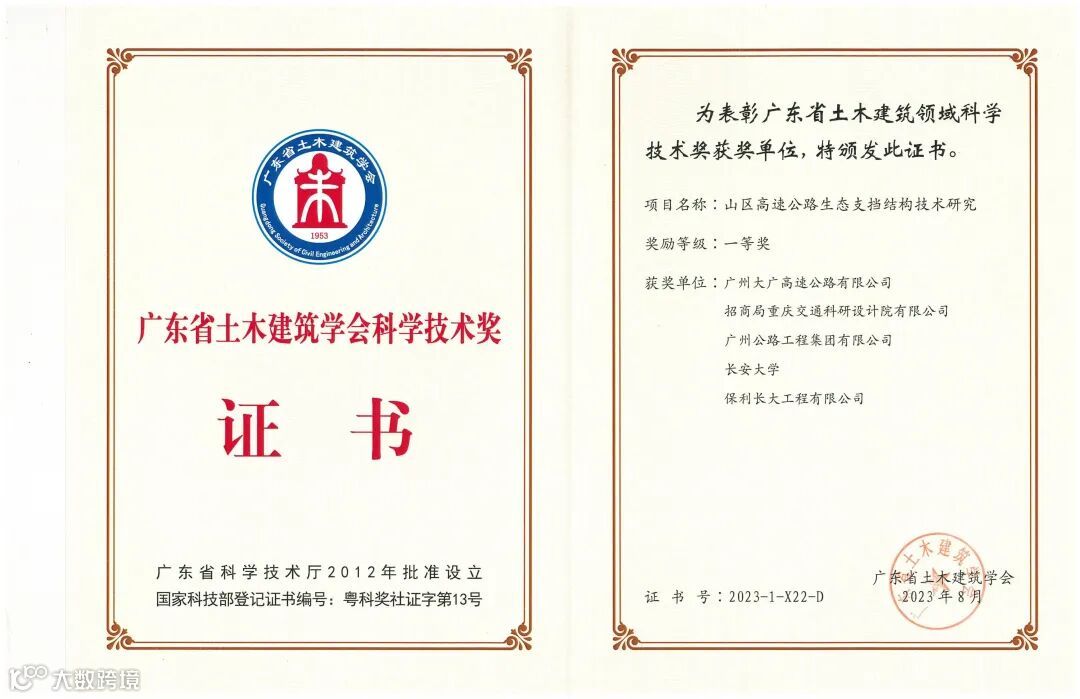 广东省土木建筑学会
1953
Guangdong Society of Civil Engineering and Architecture
广东省土木建筑学会科学技术奖
证 书
广东省科学技术厅2012年批准设立
国家科技部登记证书编号：粤科奖社证字第13号
为表彰广东省土木建筑领域科学
技术奖获奖单位，特颁发此证书。
项目名称：山区高速公路生态支挡结构技术研究
奖励等级：一等奖
获奖单位：广州大广高速公路有限公司
招商局重庆交通科研设计院有限公司
广州公路工程集团有限公司
长安大学
保利长大工程有限公司
广东省土木建筑学会
证 书 号：2023-1-X22-D
2023年8月
广东省土木建筑学会
大数跨境